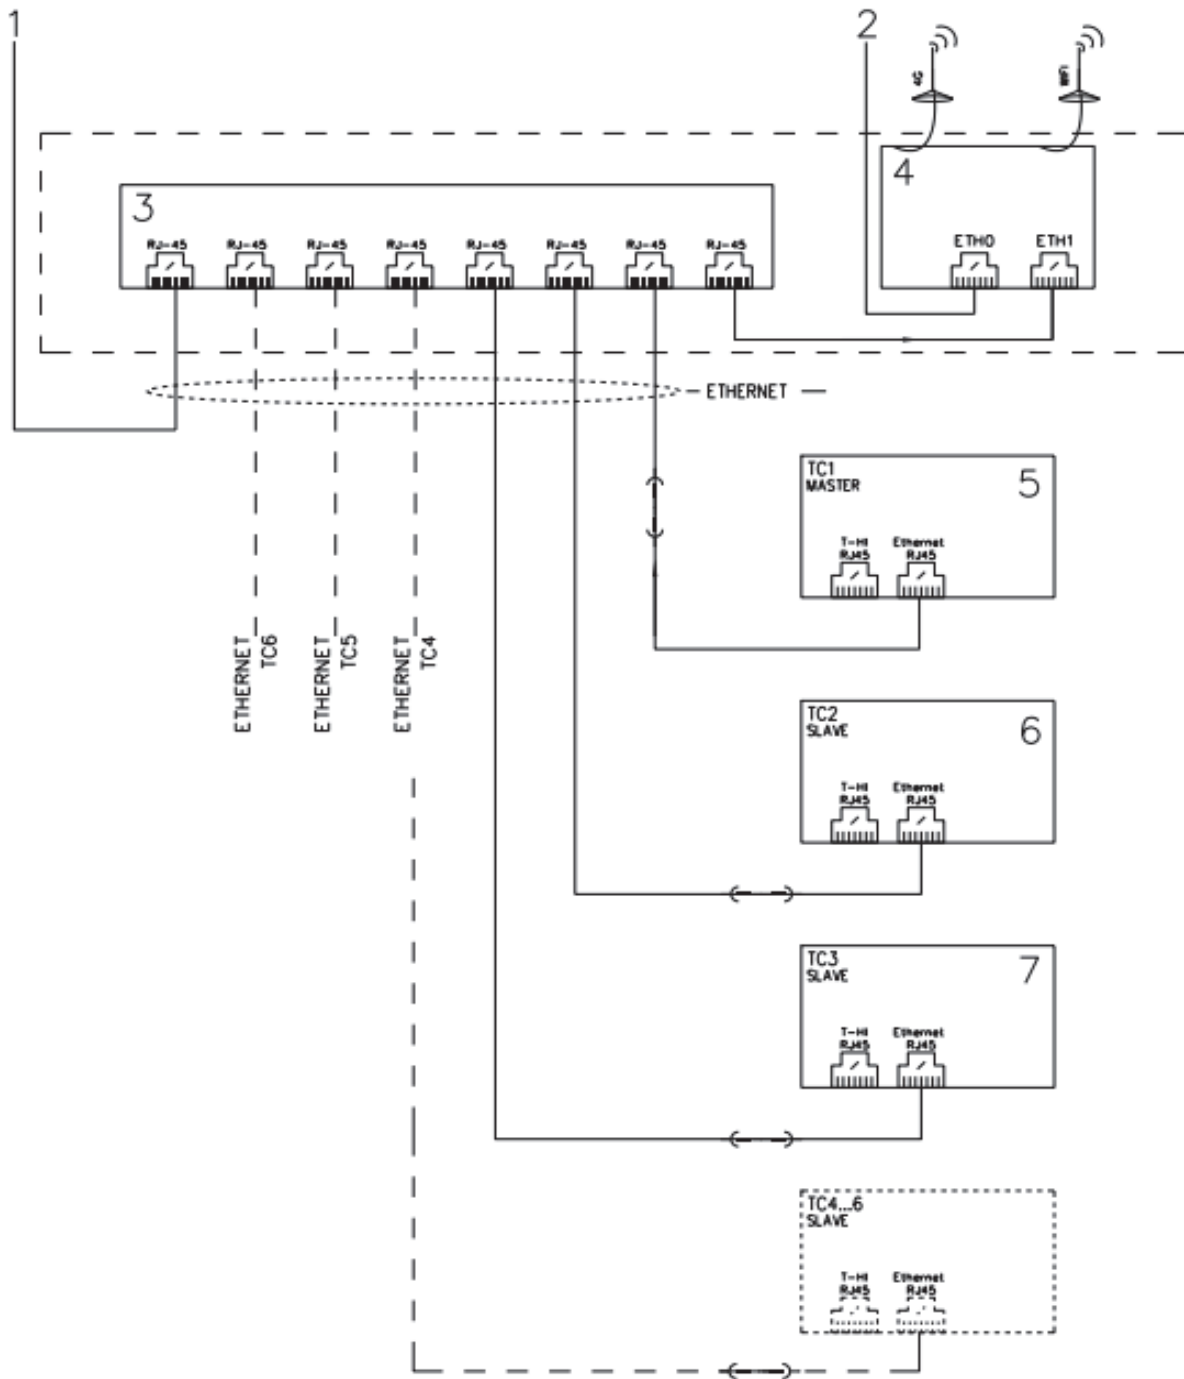 1
2
4G
WiFi
3
4
RJ-45 RJ-45 RJ-45 RJ-45 RJ-45 RJ-45 RJ-45 RJ-45
ETH0 ETH1
ETHERNET
TC1
MASTER
5
T-HI Ethernet
RJ45 RJ45
ETHERNET
TC6
ETHERNET
TC5
ETHERNET
TC4
TC2
SLAVE
6
T-HI Ethernet
RJ45 RJ45
TC3
SLAVE
7
T-HI Ethernet
RJ45 RJ45
TC4...6
SLAVE
T-HI Ethernet
RJ45 RJ45